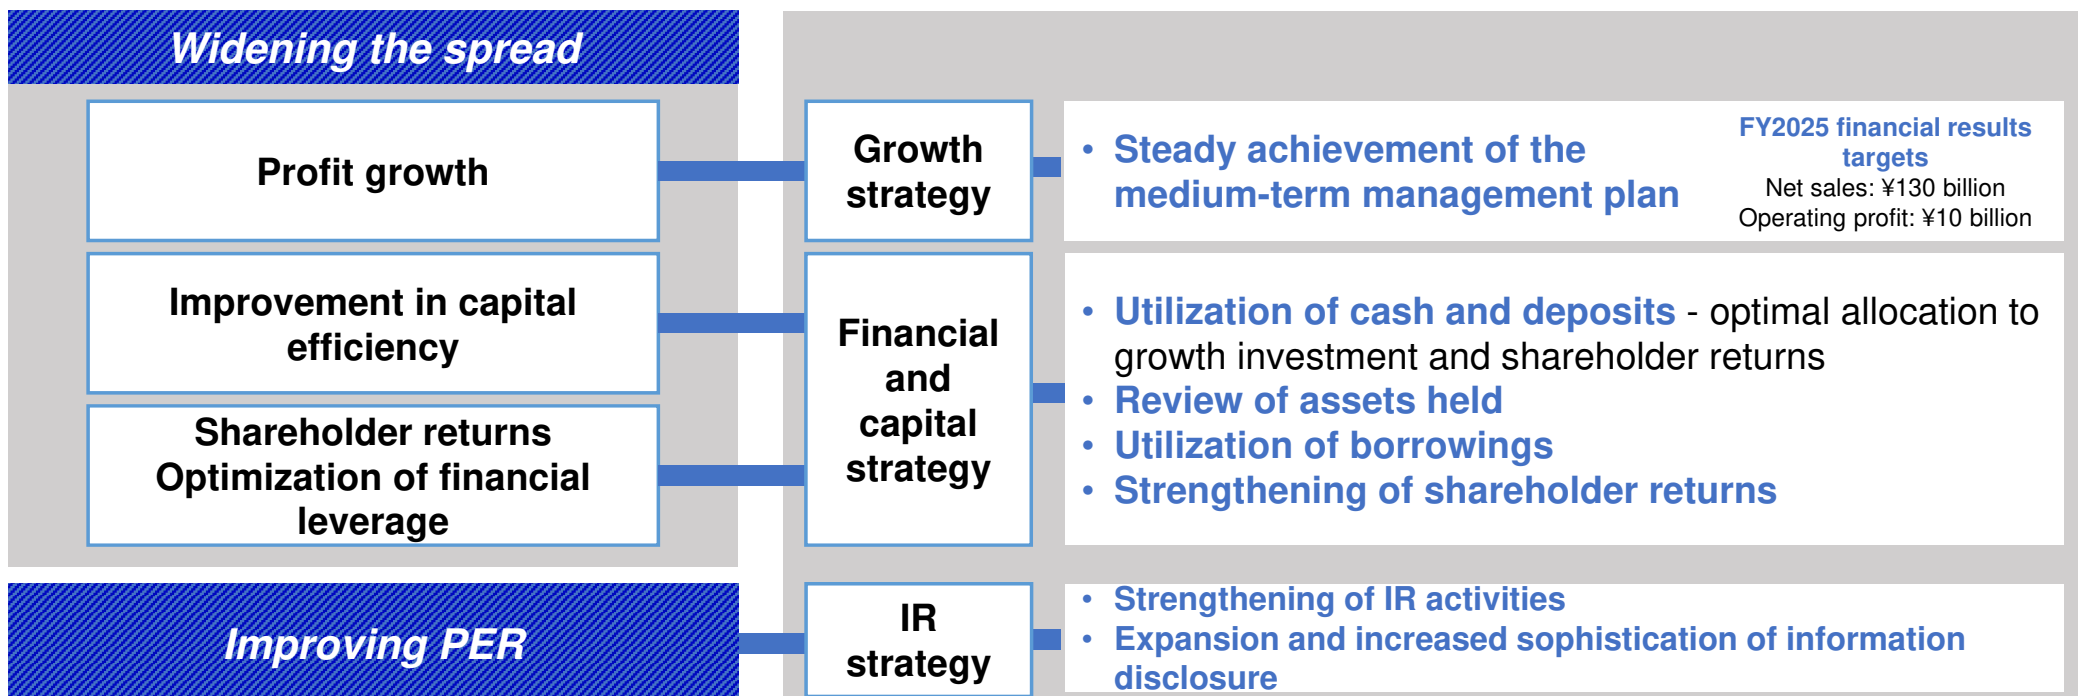 Widening the spread
Profit growth
Growth
strategy
• Steady achievement of the
medium-term management plan
FY2025 financial results
targets
Net sales: ¥130 billion
Operating profit: ¥10 billion
Improvement in capital
efficiency
Shareholder returns
Optimization of financial
leverage
Financial
and
capital
strategy
• Utilization of cash and deposits - optimal allocation to
growth investment and shareholder returns
• Review of assets held
• Utilization of borrowings
• Strengthening of shareholder returns
Improving PER
IR
strategy
• Strengthening of IR activities
• Expansion and increased sophistication of information
disclosure